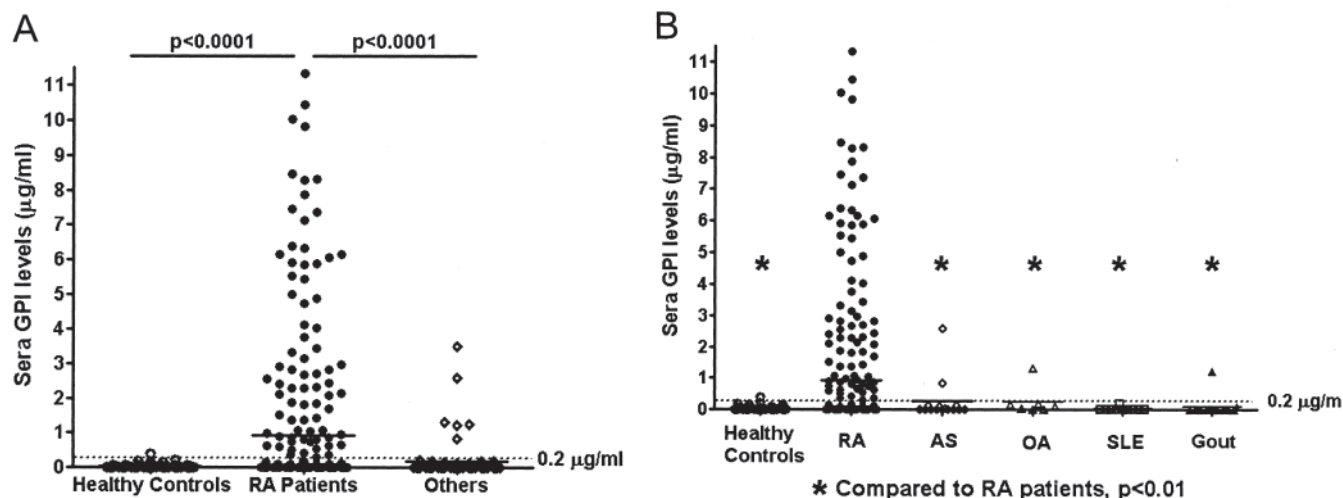 A
p<0.0001 p<0.0001
Sera GPI levels (µg/ml)
11
10
9
8
7
6
5
4
3
2
1
0
0.2 µg/ml
Healthy Controls RA Patients Others
B
Sera GPI levels (µg/ml)
11
10
9
8
7
6
5
4
3
2
1
0
* * * * *
0.2 µg/m
Healthy Controls RA AS OA SLE Gout
* Compared to RA patients, p<0.01